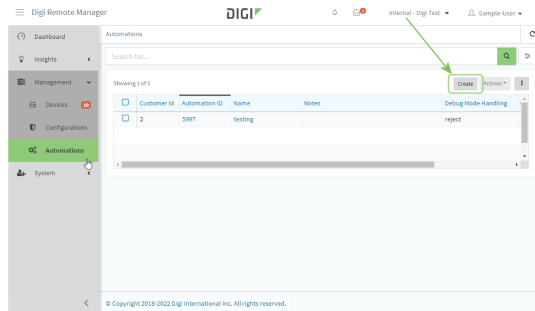 Digi Remote Manager
DIGI
Internal - Digi Test
Sample-User
Dashboard
Insights
Management
Devices
10
Configurations
Automations
System
Automations
Search for...
Showing 1 of 1
Create
Actions
Customer Id Automation ID Name Notes Debug Mode Handling
2 5997 testing reject
© Copyright 2018-2022 Digi International Inc. All rights reserved.